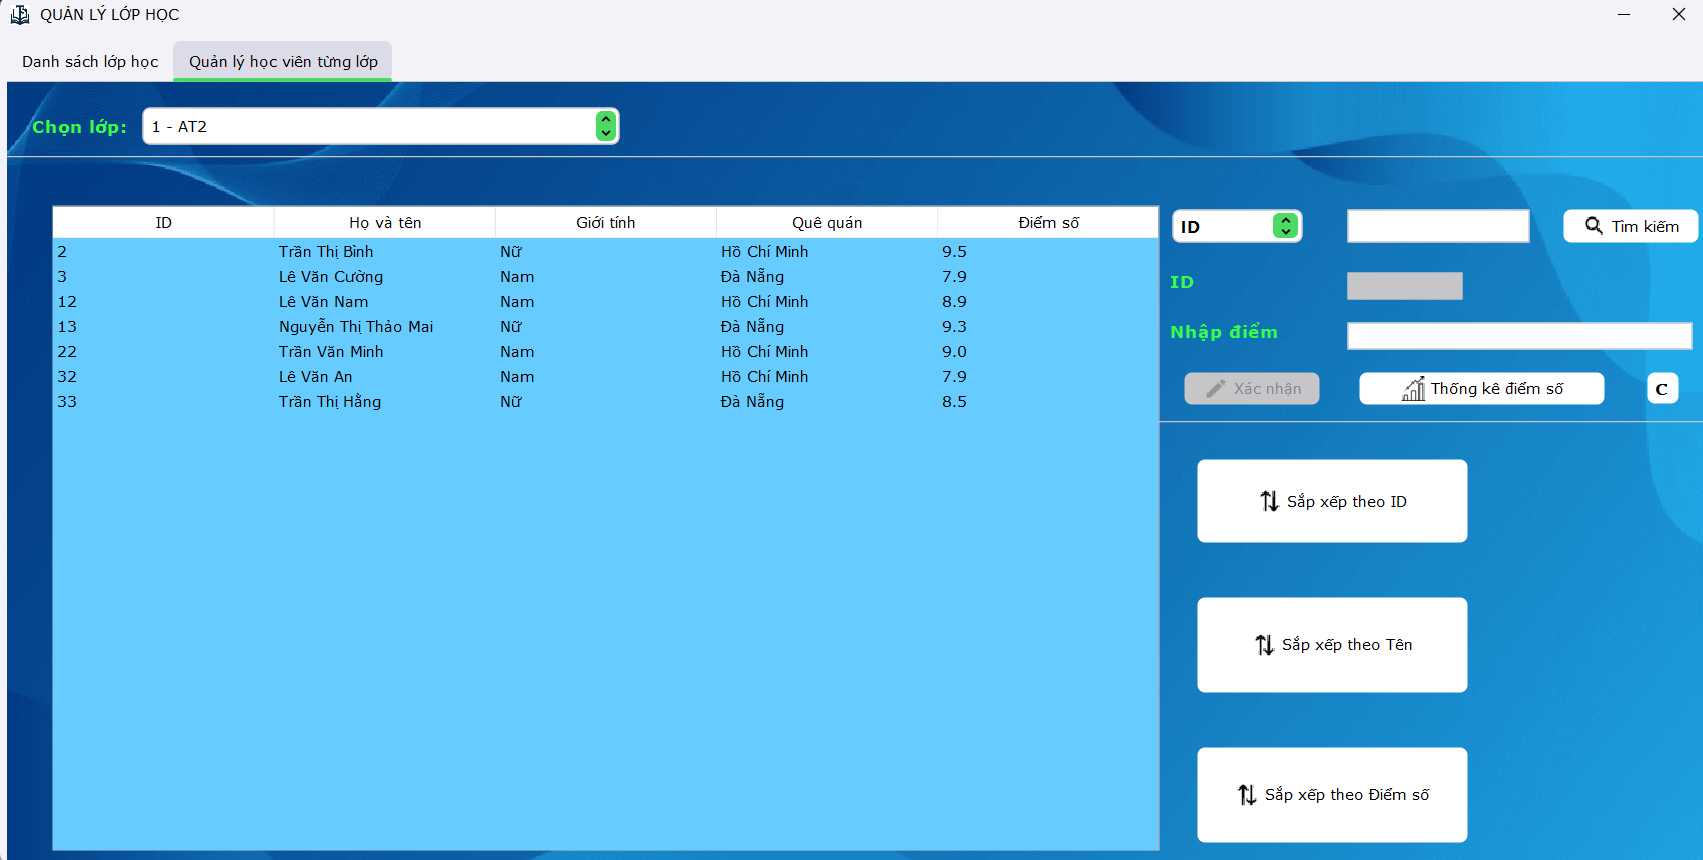 QUẢN LÝ LỚP HỌC
Danh sách lớp học Quản lý học viên từng lớp
Chọn lớp: 1 - AT2
ID Họ và tên Giới tính Quê quán Điểm số
2 Trần Thị Bình Nữ Hồ Chí Minh 9.5
3 Lê Văn Cường Nam Đà Nẵng 7.9
12 Lê Văn Nam Nam Hồ Chí Minh 8.9
13 Nguyễn Thị Thảo Mai Nữ Đà Nẵng 9.3
22 Trần Văn Minh Nam Hồ Chí Minh 9.0
32 Lê Văn An Nam Hồ Chí Minh 7.9
33 Trần Thị Hằng Nữ Đà Nẵng 8.5
ID Tìm kiếm
ID
Nhập điểm
Xác nhận Thống kê điểm số C
Sắp xếp theo ID
Sắp xếp theo Tên
Sắp xếp theo Điểm số